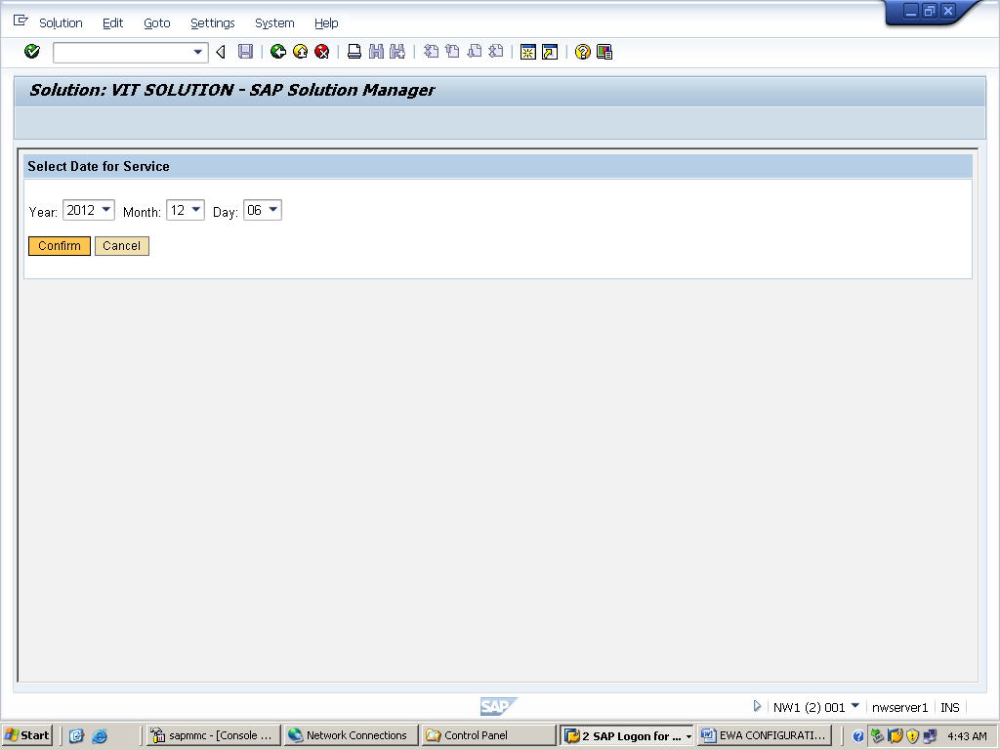 Solution Edit Goto Settings System Help
Solution: VIT SOLUTION - SAP Solution Manager
Select Date for Service
Year: 2012 Month: 12 Day: 06
Confirm Cancel
SAP
NW1 (2) 001 nwserver1 INS
Start sapmmc - [Console ... Network Connections Control Panel 2 SAP Logon for ... EWA CONFIGURATI... 4:43 AM